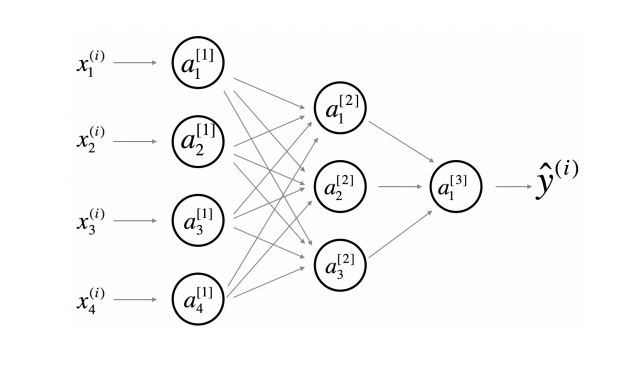 x_1^{(i)} a_1^{[1]}
a_1^{[2]}
x_2^{(i)} a_2^{[1]}
a_2^{[2]} a_1^{[3]} ŷ^{(i)}
x_3^{(i)} a_3^{[1]}
a_3^{[2]}
x_4^{(i)} a_4^{[1]}